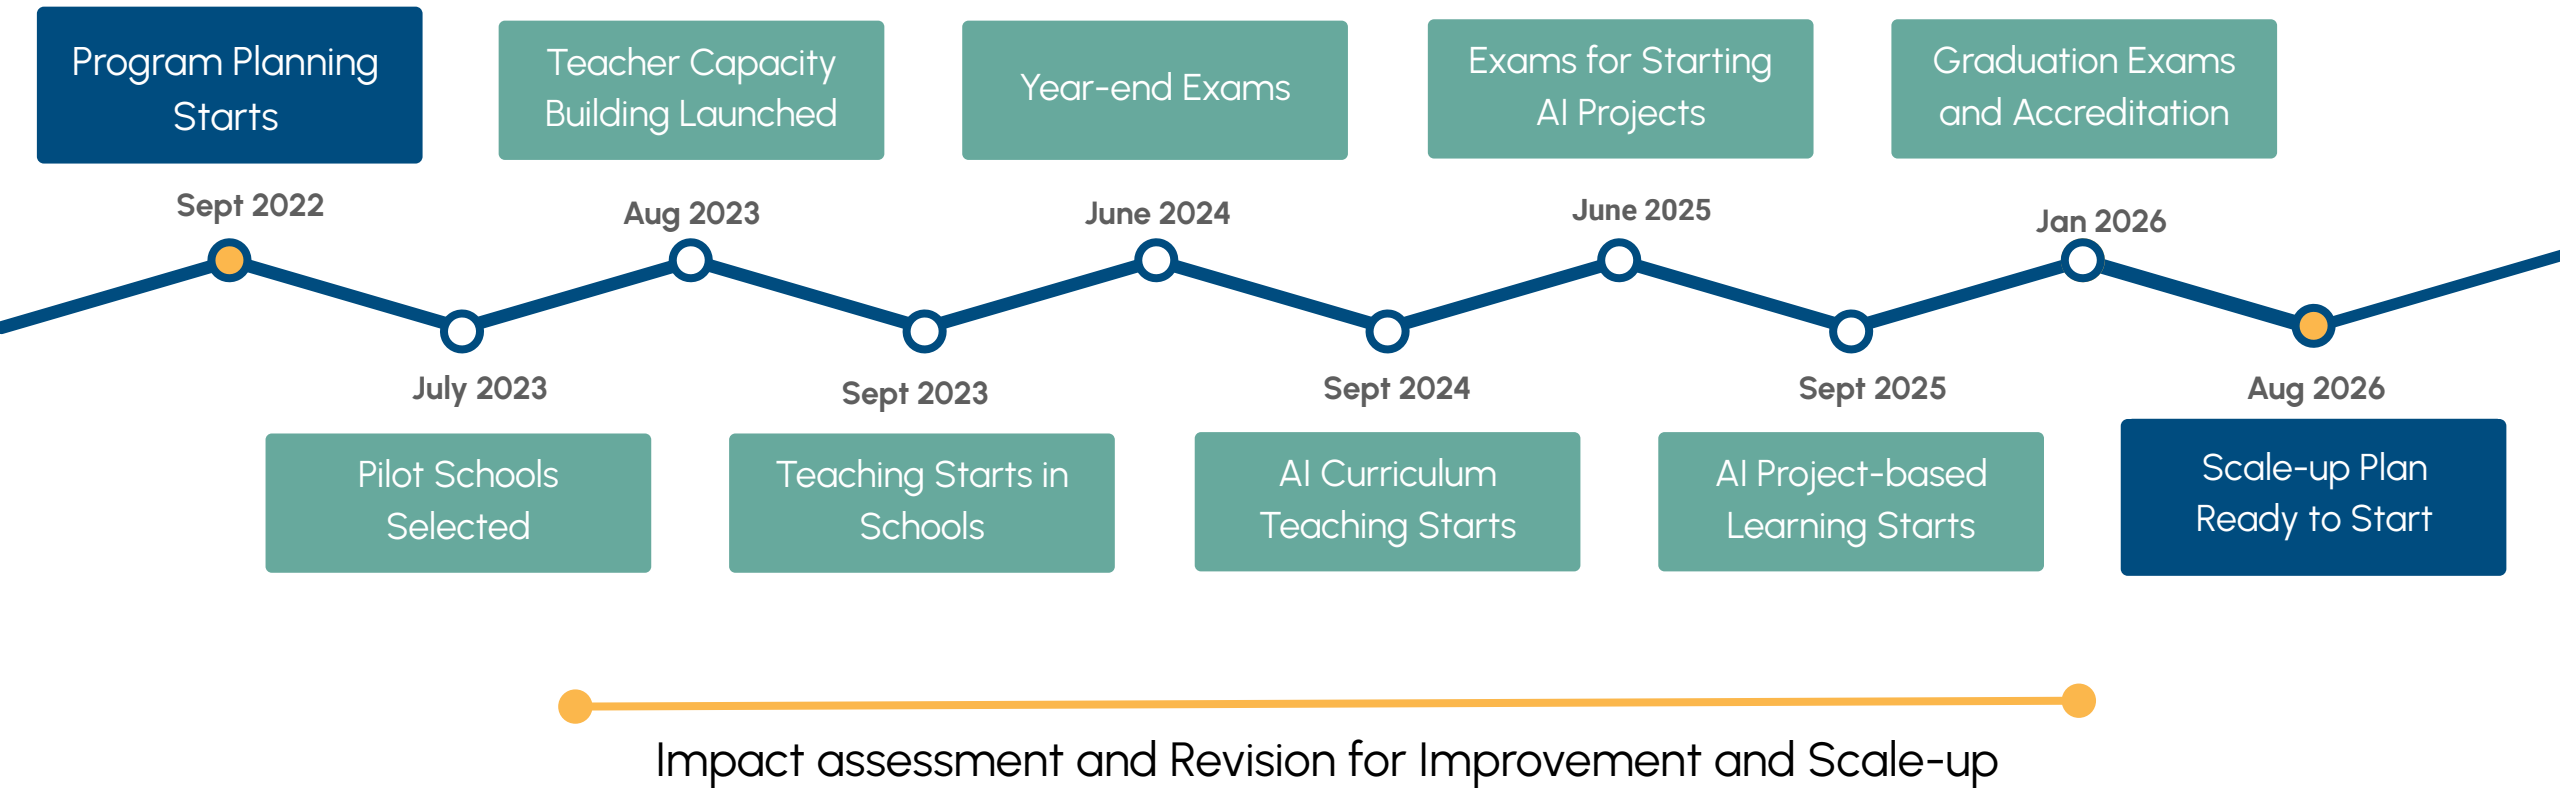 Program Planning
Starts
Teacher Capacity
Building Launched
Year-end Exams
Exams for Starting
AI Projects
Graduation Exams
and Accreditation
Sept 2022
Aug 2023
June 2024
June 2025
Jan 2026
July 2023
Sept 2023
Sept 2024
Sept 2025
Aug 2026
Pilot Schools
Selected
Teaching Starts in
Schools
AI Curriculum
Teaching Starts
AI Project-based
Learning Starts
Scale-up Plan
Ready to Start
Impact assessment and Revision for Improvement and Scale-up